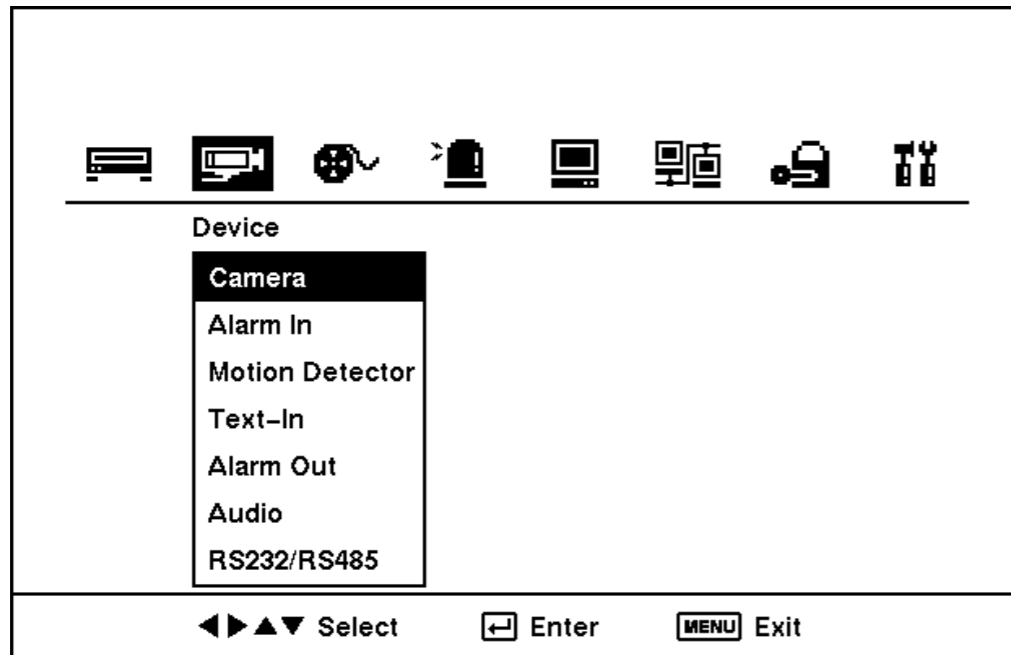 Device
Camera
Alarm In
Motion Detector
Text-In
Alarm Out
Audio
RS232/RS485
Select Enter MENU Exit